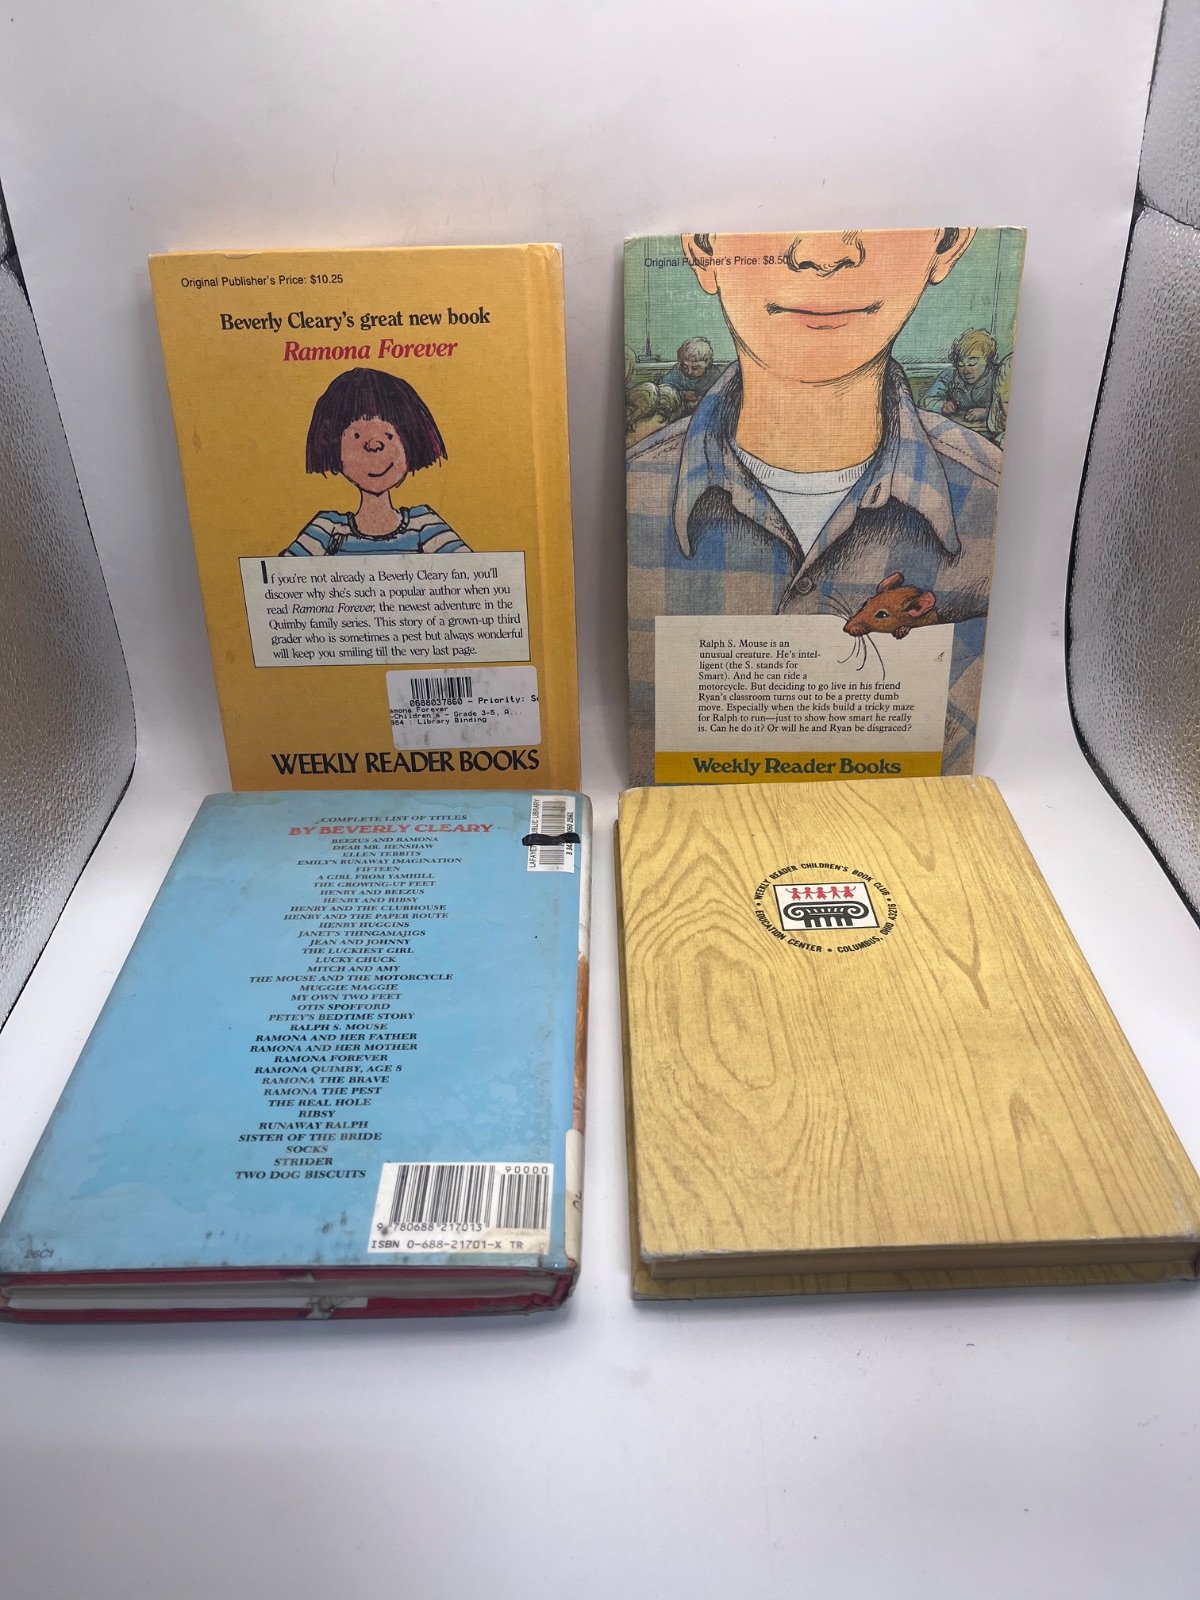 Original Publisher's Price: $10.25
Beverly Cleary's great new book
Ramona Forever
If you're not already a Beverly Cleary fan, you'll
discover why she's such a popular author when you
read Ramona Forever, the newest adventure in the
Quimby family series. This story of a grown-up third
grader who is sometimes a pest but always wonderful
will keep you smiling till the very last page.
0688037860 - Priority:
amona Forever
-Children's - Grade 3-5, A...
984 : Library Binding
WEEKLY READER BOOKS
Original Publisher's Price: $8.50
TUES
Ralph S. Mouse is an
unusual creature. He's intel-
ligent (the S. stands for
Smart). And he can ride a
motorcycle. But deciding to go live in his friend
Ryan's classroom turns out to be a pretty dumb
move. Especially when the kids build a tricky maze
for Ralph to run—just to show how smart he really
is. Can he do it? Or will he and Ryan be disgraced?
Weekly Reader Books
COMPLETE LIST OF TITLES
BY BEVERLY CLEARY
BEEZUS AND RAMONA
DEAR MR. HENSHAW
ELLEN TEBBITS
EMILY'S RUNAWAY IMAGINATION
FIFTEEN
A GIRL FROM YAMHILL
THE GROWING-UP FEET
HENRY AND BEEZUS
HENRY AND RIBSY
HENRY AND THE CLUBHOUSE
HENRY AND THE PAPER ROUTE
HENRY HUGGINS
JANET'S THINGAMAJIGS
JEAN AND JOHNNY
THE LUCKIEST GIRL
LUCKY CHUCK
MITCH AND AMY
THE MOUSE AND THE MOTORCYCLE
MUGGIE MAGGIE
MY OWN TWO FEET
OTIS SPOFFORD
PETEY'S BEDTIME STORY
RALPH S. MOUSE
RAMONA AND HER FATHER
RAMONA AND HER MOTHER
RAMONA FOREVER
RAMONA QUIMBY, AGE 8
RAMONA THE BRAVE
RAMONA THE PEST
THE REAL HOLE
RIBSY
RUNAWAY RALPH
SISTER OF THE BRIDE
SOCKS
STRIDER
TWO DOG BISCUITS
PUBLIC LIBRARY
90000
9 780688 217013
ISBN 0-688-21701-X TR
WEEKLY READER CHILDREN'S BOOK CLUB •
EDUCATION CENTER • COLUMBUS, OHIO 43216